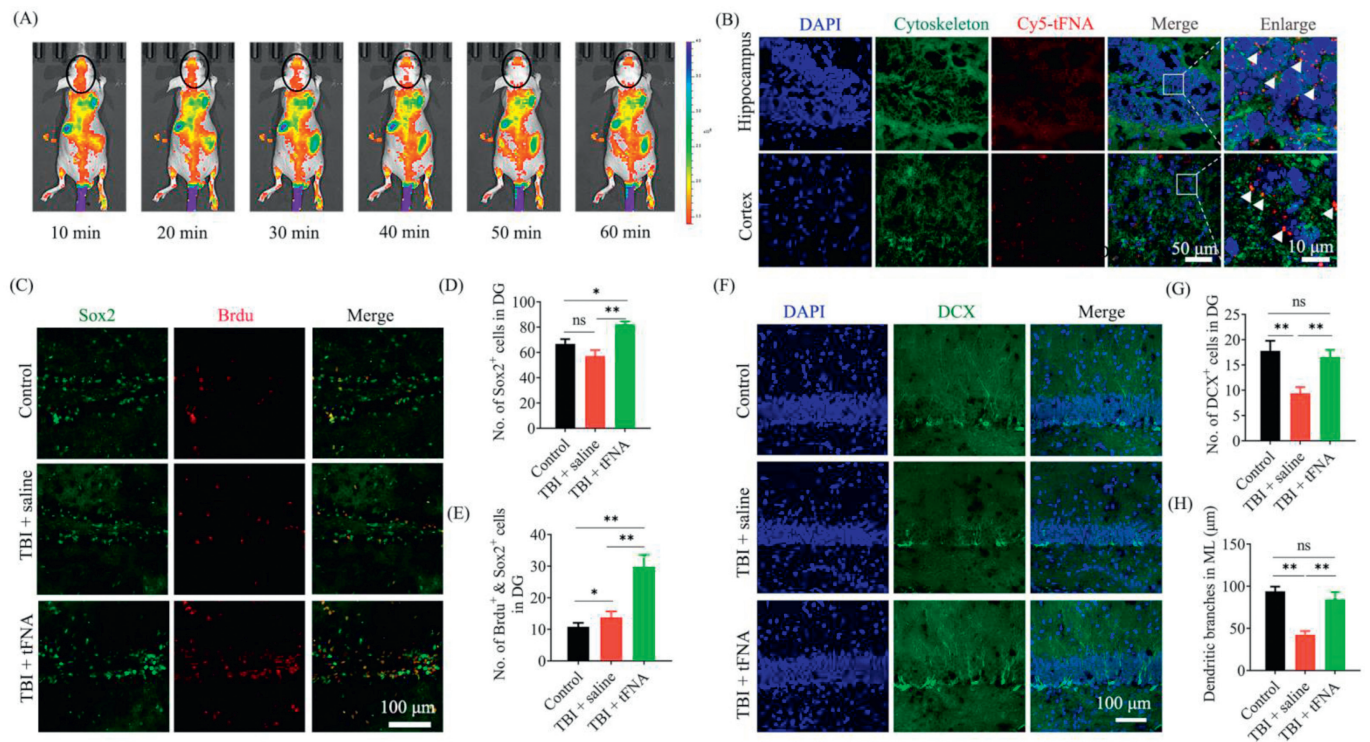 (A)
10 min
20 min
30 min
40 min
50 min
60 min
(B)
DAPI
Cytoskeleton
Cy5-tFNA
Merge
Enlarge
Hippocampus
Cortex
50 μm
10 μm
(C)
Sox2
Brdu
Merge
Control
TBI + saline
TBI + tFNA
100 μm
(D)
No. of Sox2⁺ cells in DG
100
80
60
40
20
0
ns
*
**
Control
TBI + saline
TBI + tFNA
(E)
No. of Brdu⁺ & Sox2⁺ cells
in DG
40
30
20
10
0
**
**
*
Control
TBI + saline
TBI + tFNA
(F)
DAPI
DCX
Merge
Control
TBI + saline
TBI + tFNA
100 μm
(G)
No. of DCX⁺ cells in DG
25
20
15
10
5
0
ns
**
**
Control
TBI + saline
TBI + tFNA
(H)
Dendritic branches in ML (μm)
150
100
50
0
ns
**
**
Control
TBI + saline
TBI + tFNA